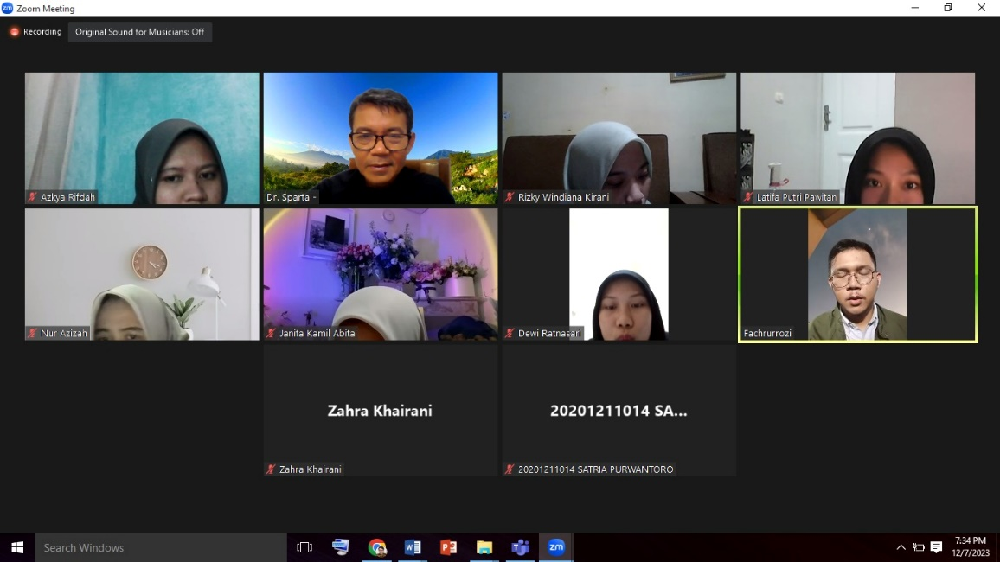 Zoom Meeting
Recording
Original Sound for Musicians: Off
Azkya Rifdah
Dr. Sparta -
Rizky Windiana Kirani
Latifa Putri Pawitan
Nur Azizah
Janita Kamil Abita
Dewi Ratnasari
Fachrurrozi
Zahra Khairani
20201211014 SA...
Zahra Khairani
20201211014 SATRIA PURWANTORO
Search Windows
zm
7:34 PM
12/7/2023